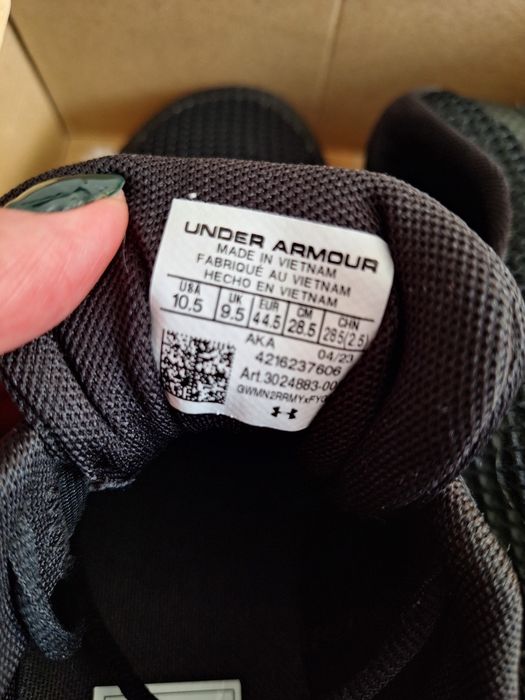 UNDER ARMOUR
MADE IN VIETNAM
FABRIQUÉ AU VIETNAM
HECHO EN VIETNAM
USA UK EUR CM CHN
10.5 9.5 44.5 28.5 285(2.5)
AKA 04/23
4216237606
Art.3024883-00